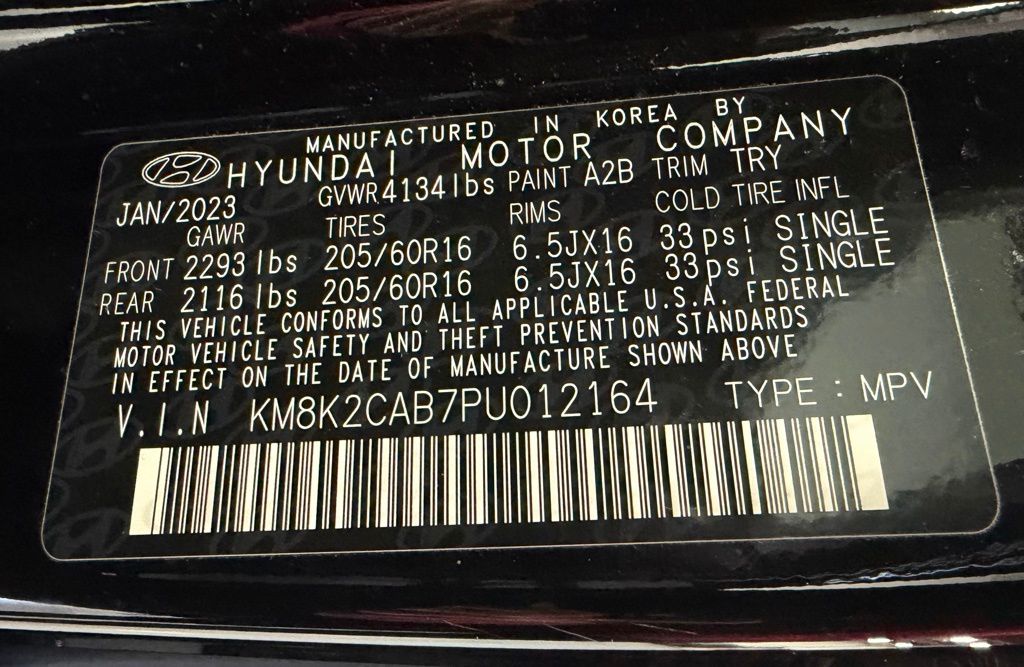 MANUFACTURED IN KOREA BY
HYUNDAI MOTOR COMPANY
JAN/2023 GVWR 4134lbs PAINT A2B TRIM TRY
GAWR TIRES RIMS COLD TIRE INFL
FRONT 2293 lbs 205/60R16 6.5JX16 33psi SINGLE
REAR 2116 lbs 205/60R16 6.5JX16 33psi SINGLE
THIS VEHICLE CONFORMS TO ALL APPLICABLE U.S.A. FEDERAL
MOTOR VEHICLE SAFETY AND THEFT PREVENTION STANDARDS
IN EFFECT ON THE DATE OF MANUFACTURE SHOWN ABOVE
V.I.N KM8K2CAB7PU012164 TYPE : MPV